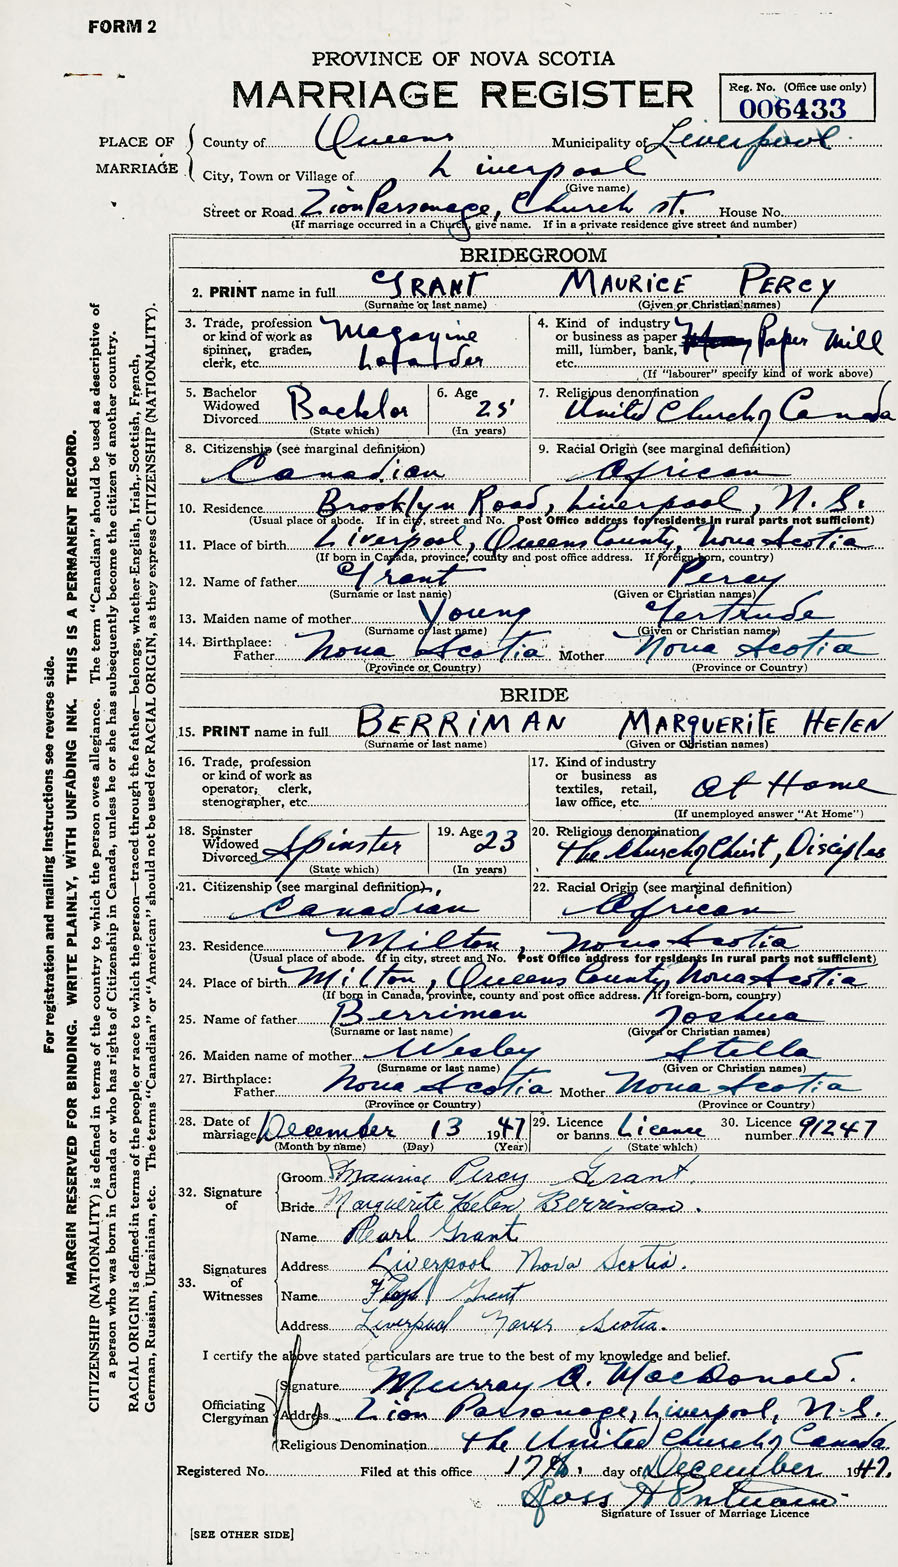 FORM 2
PROVINCE OF NOVA SCOTIA
MARRIAGE REGISTER
Reg. No. (Office use only)
006433
PLACE OF MARRIAGE
County of Queens Municipality of Liverpool
City, Town or Village of Liverpool
(Give name)
Street or Road Zion Parsonage, Church st. House No.
(If marriage occurred in a Church, give name. If in a private residence give street and number)
BRIDEGROOM
2. PRINT name in full GRANT MAURICE PERCY
(Surname or last name) (Given or Christian names)
3. Trade, profession or kind of work as spinner, grader, clerk, etc. Magazine
4. Kind of industry or business as paper mill, lumber, bank, etc. Paper Mill
(If "labourer" specify kind of work above)
5. Bachelor Widowed Divorced Bachelor
(State which)
6. Age 25
(In years)
7. Religious denomination United Church of Canada
8. Citizenship (see marginal definition) Canadian
9. Racial Origin (see marginal definition) African
10. Residence Brooklyn Road, Liverpool, N.S.
(Usual place of abode. If in city, street and No. Post Office address for residents in rural parts not sufficient)
11. Place of birth Liverpool, Queens County, Nova Scotia
(If born in Canada, province, county and post office address. If foreign-born, country)
12. Name of father Grant Percy
(Surname or last name) (Given or Christian names)
13. Maiden name of mother Young Gertrude
(Surname or last name) (Given or Christian names)
14. Birthplace: Father Nova Scotia Mother Nova Scotia
(Province or Country) (Province or Country)
BRIDE
15. PRINT name in full BERRIMAN MARGUERITE HELEN
(Surname or last name) (Given or Christian names)
16. Trade, profession or kind of work as operator, clerk, stenographer, etc.
17. Kind of industry or business as textiles, retail, law office, etc. At Home
(If unemployed answer "At Home")
18. Spinster Widowed Divorced Spinster
(State which)
19. Age 23
(In years)
20. Religious denomination The Church of Christ, Disciples
21. Citizenship (see marginal definition) Canadian
22. Racial Origin (see marginal definition) African
23. Residence Milton, Nova Scotia
(Usual place of abode. If in city, street and No. Post Office address for residents in rural parts not sufficient)
24. Place of birth Milton, Queens County, Nova Scotia
(If born in Canada, province, county and post office address. If foreign-born, country)
25. Name of father Berriman Joshua
(Surname or last name) (Given or Christian names)
26. Maiden name of mother Wesley Stella
(Surname or last name) (Given or Christian names)
27. Birthplace: Father Nova Scotia Mother Nova Scotia
(Province or Country) (Province or Country)
28. Date of marriage December 13 1947
(Month by name) (Day) (Year)
29. Licence or banns License
(State which)
30. Licence number 91247
32. Signature of
Groom Maurice Percy Grant.
Bride Marguerite Helen Berriman.
33. Signatures of Witnesses
Name Pearl Grant
Address Liverpool Nova Scotia.
Name Grant
Address Liverpool Nova Scotia.
I certify the above stated particulars are true to the best of my knowledge and belief.
Officiating Clergyman
Signature Murray A. MacDonald.
Address Zion Parsonage, Liverpool, N.S.
Religious Denomination The United Church of Canada
Registered No. Filed at this office 17th day of December 1947.
Ross
Signature of Issuer of Marriage Licence
[SEE OTHER SIDE]
For registration and mailing instructions see reverse side.
MARGIN RESERVED FOR BINDING. WRITE PLAINLY, WITH UNFADING INK. THIS IS A PERMANENT RECORD.
CITIZENSHIP (NATIONALITY) is defined in terms of the country to which the person owes allegiance. The term "Canadian" should be used as descriptive of
a person who was born in Canada or who has rights of Citizenship in Canada, unless he or she has subsequently become the citizen of another country.
RACIAL ORIGIN is defined in terms of the people or race to which the person—traced through the father—belongs, whether English, Irish, Scottish, French,
German, Russian, Ukrainian, etc. The terms "Canadian" or "American" should not be used for RACIAL ORIGIN, as they express CITIZENSHIP (NATIONALITY).